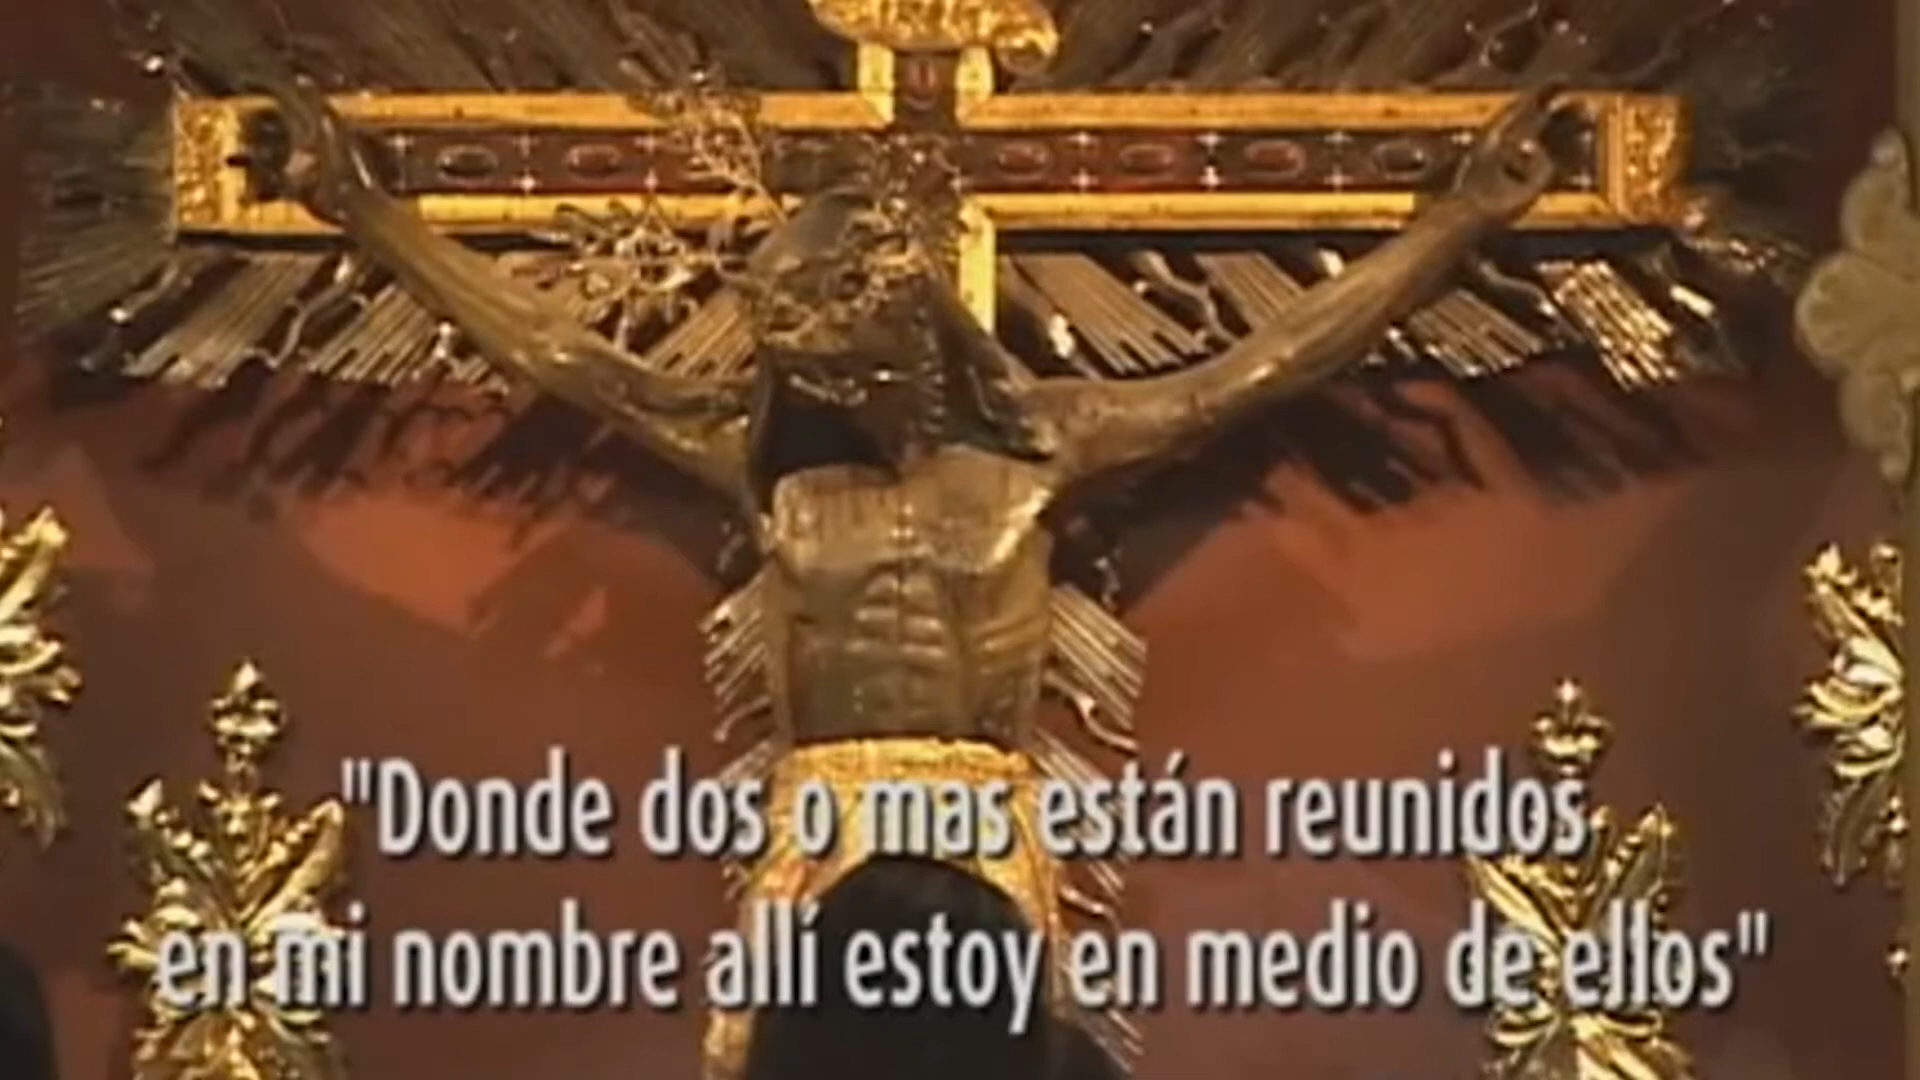 "Donde dos o mas están reunidos
en mi nombre allí estoy en medio de ellos"